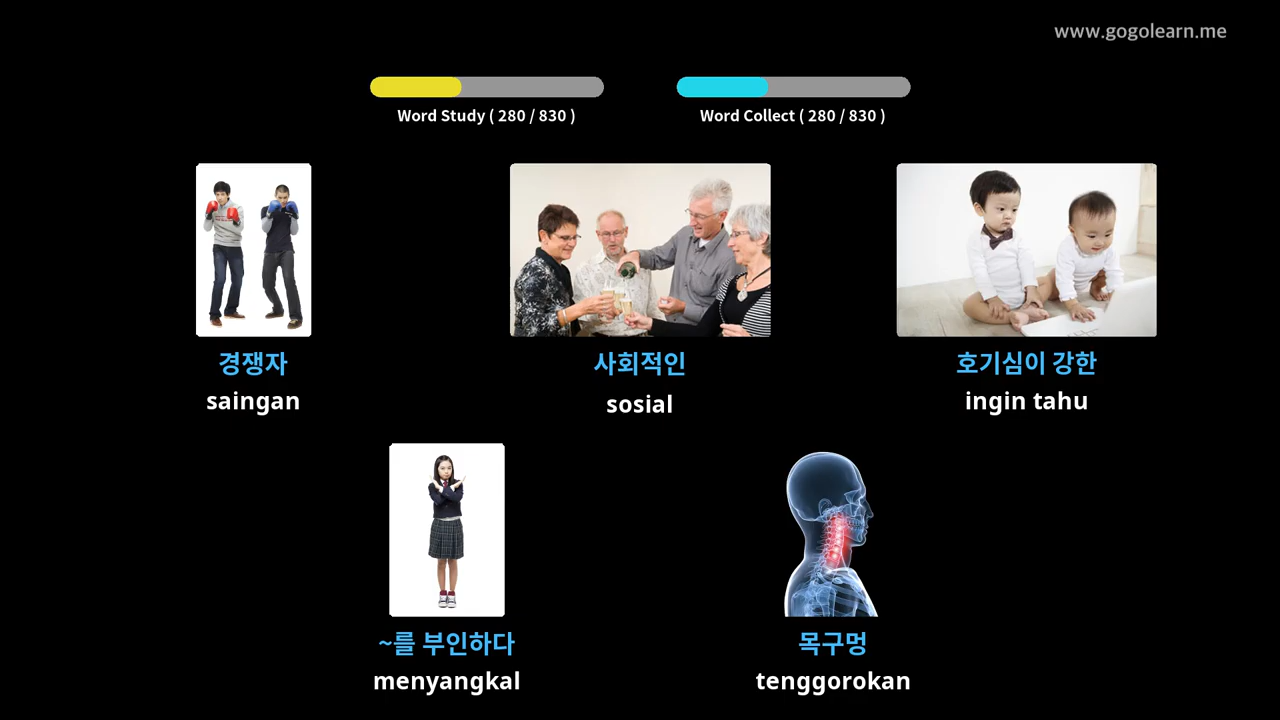 www.gogolearn.me
Word Study ( 280 / 830 )
Word Collect ( 280 / 830 )
경쟁자
saingan
사회적인
sosial
호기심이 강한
ingin tahu
~를 부인하다
menyangkal
목구멍
tenggorokan